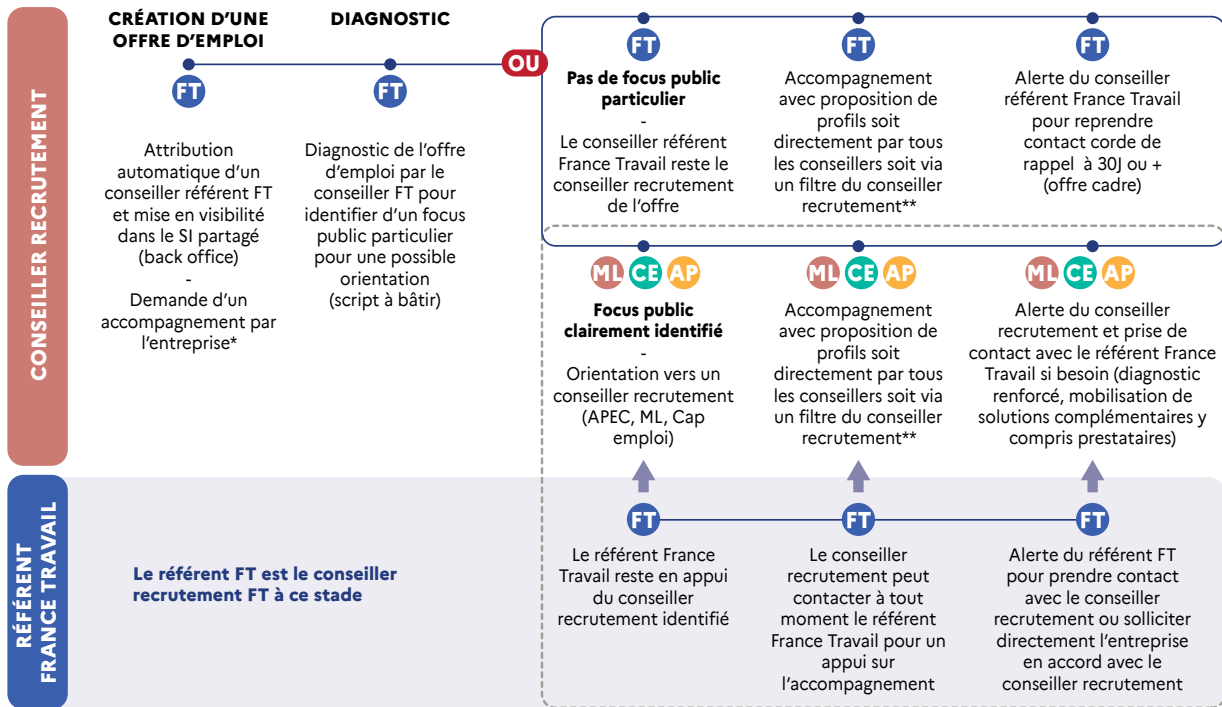 CONSEILLER RECRUTEMENT
CRÉATION D'UNE
OFFRE D'EMPLOI
FT
Attribution
automatique d'un
conseiller référent FT
et mise en visibilité
dans le SI partagé
(back office)
-
Demande d'un
accompagnement par
l'entreprise*
DIAGNOSTIC
FT
Diagnostic de l'offre
d'emploi par le
conseiller FT pour
identifier d'un focus
public particulier
pour une possible
orientation
(script à bâtir)
OU
FT
Pas de focus public
particulier
-
Le conseiller référent
France Travail reste le
conseiller recrutement
de l'offre
FT
Accompagnement
avec proposition de
profils soit
directement par tous
les conseillers soit via
un filtre du conseiller
recrutement**
FT
Alerte du conseiller
référent France Travail
pour reprendre
contact corde de
rappel à 30J ou +
(offre cadre)
ML CE AP
Focus public
clairement identifié
-
Orientation vers un
conseiller recrutement
(APEC, ML, Cap
emploi)
ML CE AP
Accompagnement
avec proposition de
profils soit
directement par tous
les conseillers soit via
un filtre du conseiller
recrutement**
ML CE AP
Alerte du conseiller
recrutement et prise de
contact avec le référent France
Travail si besoin (diagnostic
renforcé, mobilisation de
solutions complémentaires y
compris prestataires)
RÉFÉRENT
FRANCE TRAVAIL
Le référent FT est le conseiller
recrutement FT à ce stade
FT
Le référent France
Travail reste en appui
du conseiller
recrutement identifié
FT
Le conseiller
recrutement peut
contacter à tout
moment le référent
France Travail pour un
appui sur
l'accompagnement
FT
Alerte du référent FT
pour prendre contact
avec le conseiller
recrutement ou solliciter
directement l'entreprise
en accord avec le
conseiller recrutement